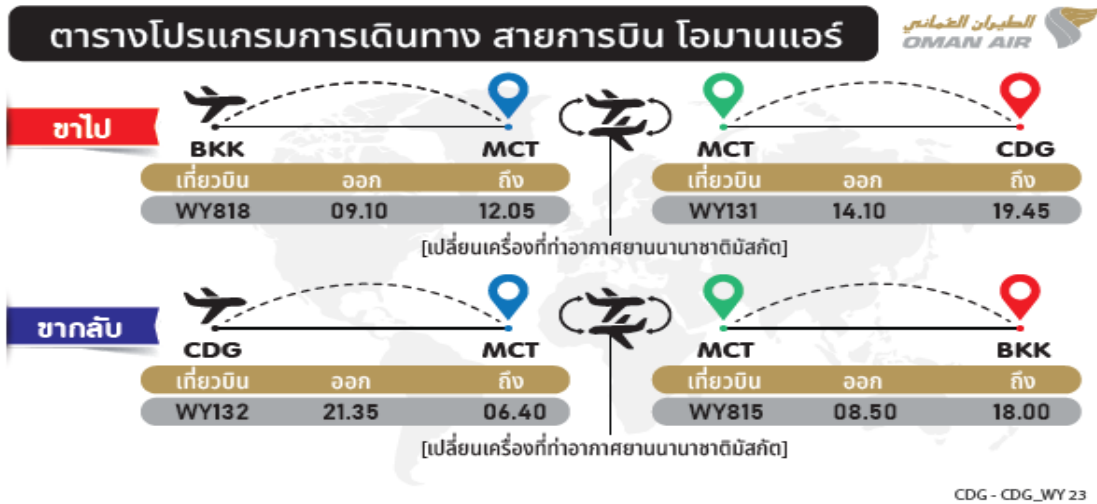 ตารางโปรแกรมการเดินทาง สายการบิน โอมานแอร์
الطيران العُماني
OMAN AIR
ขาไป
BKK MCT MCT CDG
เที่ยวบิน ออก ถึง เที่ยวบิน ออก ถึง
WY818 09.10 12.05 WY131 14.10 19.45
[เปลี่ยนเครื่องที่ท่าอากาศยานนานาชาติมัสกัต]
ขากลับ
CDG MCT MCT BKK
เที่ยวบิน ออก ถึง เที่ยวบิน ออก ถึง
WY132 21.35 06.40 WY815 08.50 18.00
[เปลี่ยนเครื่องที่ท่าอากาศยานนานาชาติมัสกัต]
CDG - CDG_WY 23